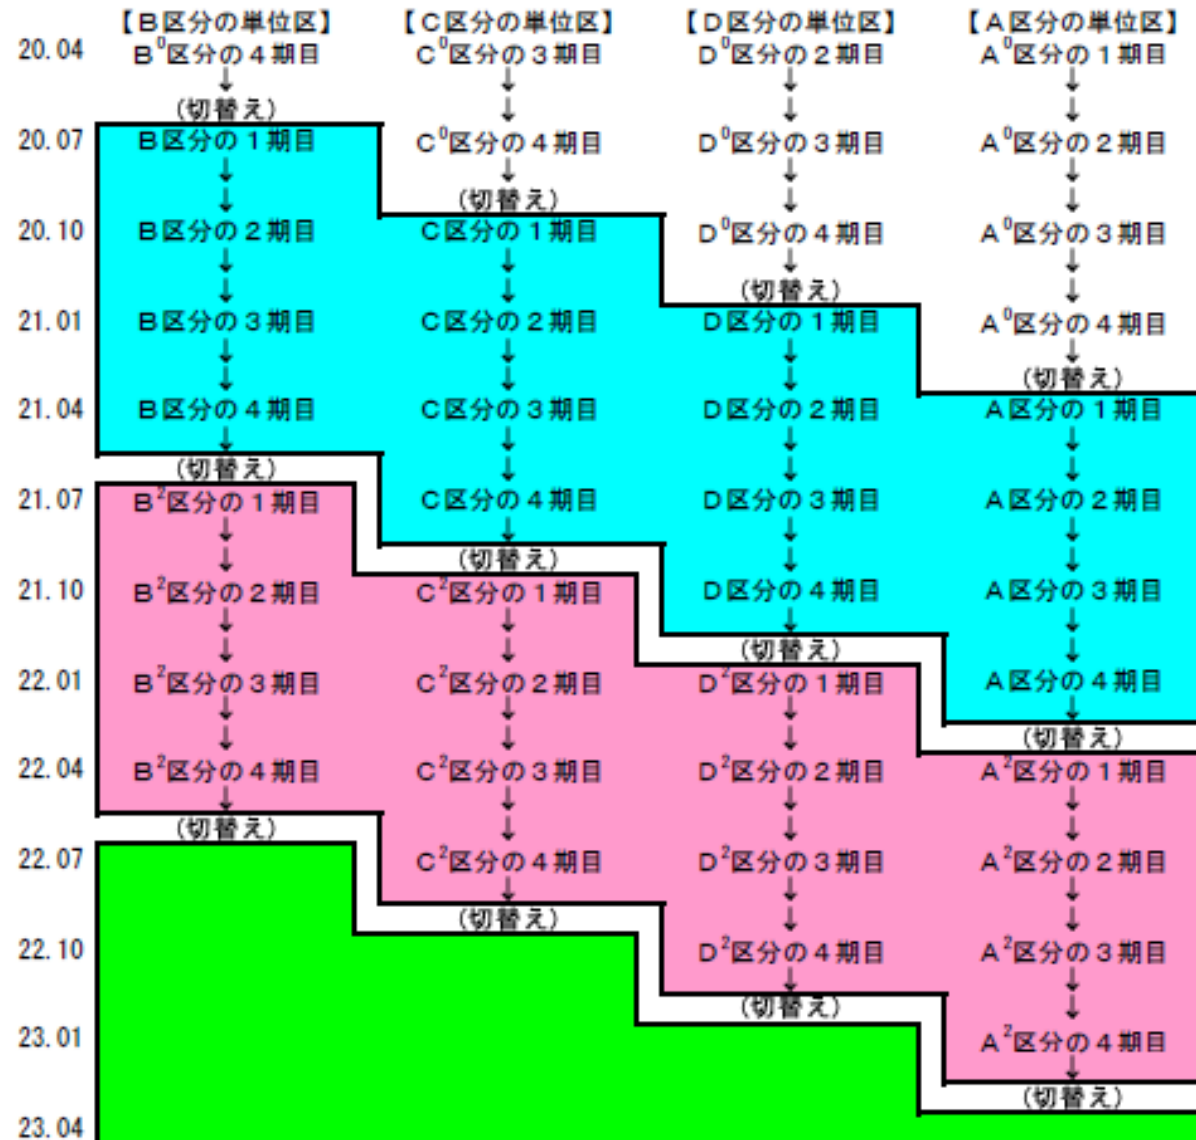 【Ｂ区分の単位区】 【Ｃ区分の単位区】 【Ｄ区分の単位区】 【Ａ区分の単位区】
20.04 Ｂ⁰区分の４期目 Ｃ⁰区分の３期目 Ｄ⁰区分の２期目 Ａ⁰区分の１期目
↓ ↓ ↓ ↓
(切替え) ↓ ↓ ↓
20.07 Ｂ区分の１期目 Ｃ⁰区分の４期目 Ｄ⁰区分の３期目 Ａ⁰区分の２期目
↓ ↓ ↓ ↓
↓ (切替え) ↓ ↓
20.10 Ｂ区分の２期目 Ｃ区分の１期目 Ｄ⁰区分の４期目 Ａ⁰区分の３期目
↓ ↓ ↓ ↓
↓ ↓ (切替え) ↓
21.01 Ｂ区分の３期目 Ｃ区分の２期目 Ｄ区分の１期目 Ａ⁰区分の４期目
↓ ↓ ↓ ↓
↓ ↓ ↓ (切替え)
21.04 Ｂ区分の４期目 Ｃ区分の３期目 Ｄ区分の２期目 Ａ区分の１期目
↓ ↓ ↓ ↓
(切替え) ↓ ↓ ↓
21.07 Ｂ²区分の１期目 Ｃ区分の４期目 Ｄ区分の３期目 Ａ区分の２期目
↓ ↓ ↓ ↓
↓ (切替え) ↓ ↓
21.10 Ｂ²区分の２期目 Ｃ²区分の１期目 Ｄ区分の４期目 Ａ区分の３期目
↓ ↓ ↓ ↓
↓ ↓ (切替え) ↓
22.01 Ｂ²区分の３期目 Ｃ²区分の２期目 Ｄ²区分の１期目 Ａ区分の４期目
↓ ↓ ↓ ↓
↓ ↓ ↓ (切替え)
22.04 Ｂ²区分の４期目 Ｃ²区分の３期目 Ｄ²区分の２期目 Ａ²区分の１期目
↓ ↓ ↓ ↓
(切替え) ↓ ↓ ↓
22.07 Ｃ²区分の４期目 Ｄ²区分の３期目 Ａ²区分の２期目
↓ ↓ ↓
(切替え) ↓ ↓
22.10 Ｄ²区分の４期目 Ａ²区分の３期目
↓ ↓
(切替え) ↓
23.01 Ａ²区分の４期目
↓
(切替え)
23.04